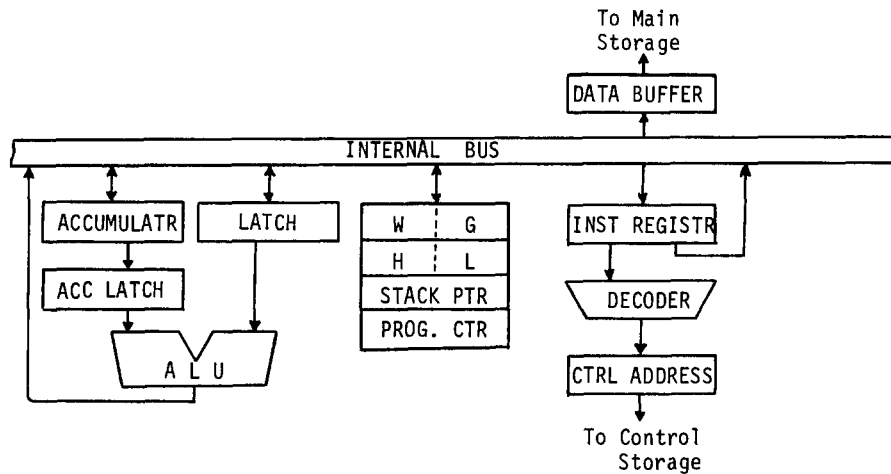 To Main
Storage
DATA BUFFER
INTERNAL BUS
ACCUMULATR
LATCH
W G
H L
STACK PTR
PROG. CTR
ACC LATCH
A L U
INST REGISTR
DECODER
CTRL ADDRESS
To Control
Storage